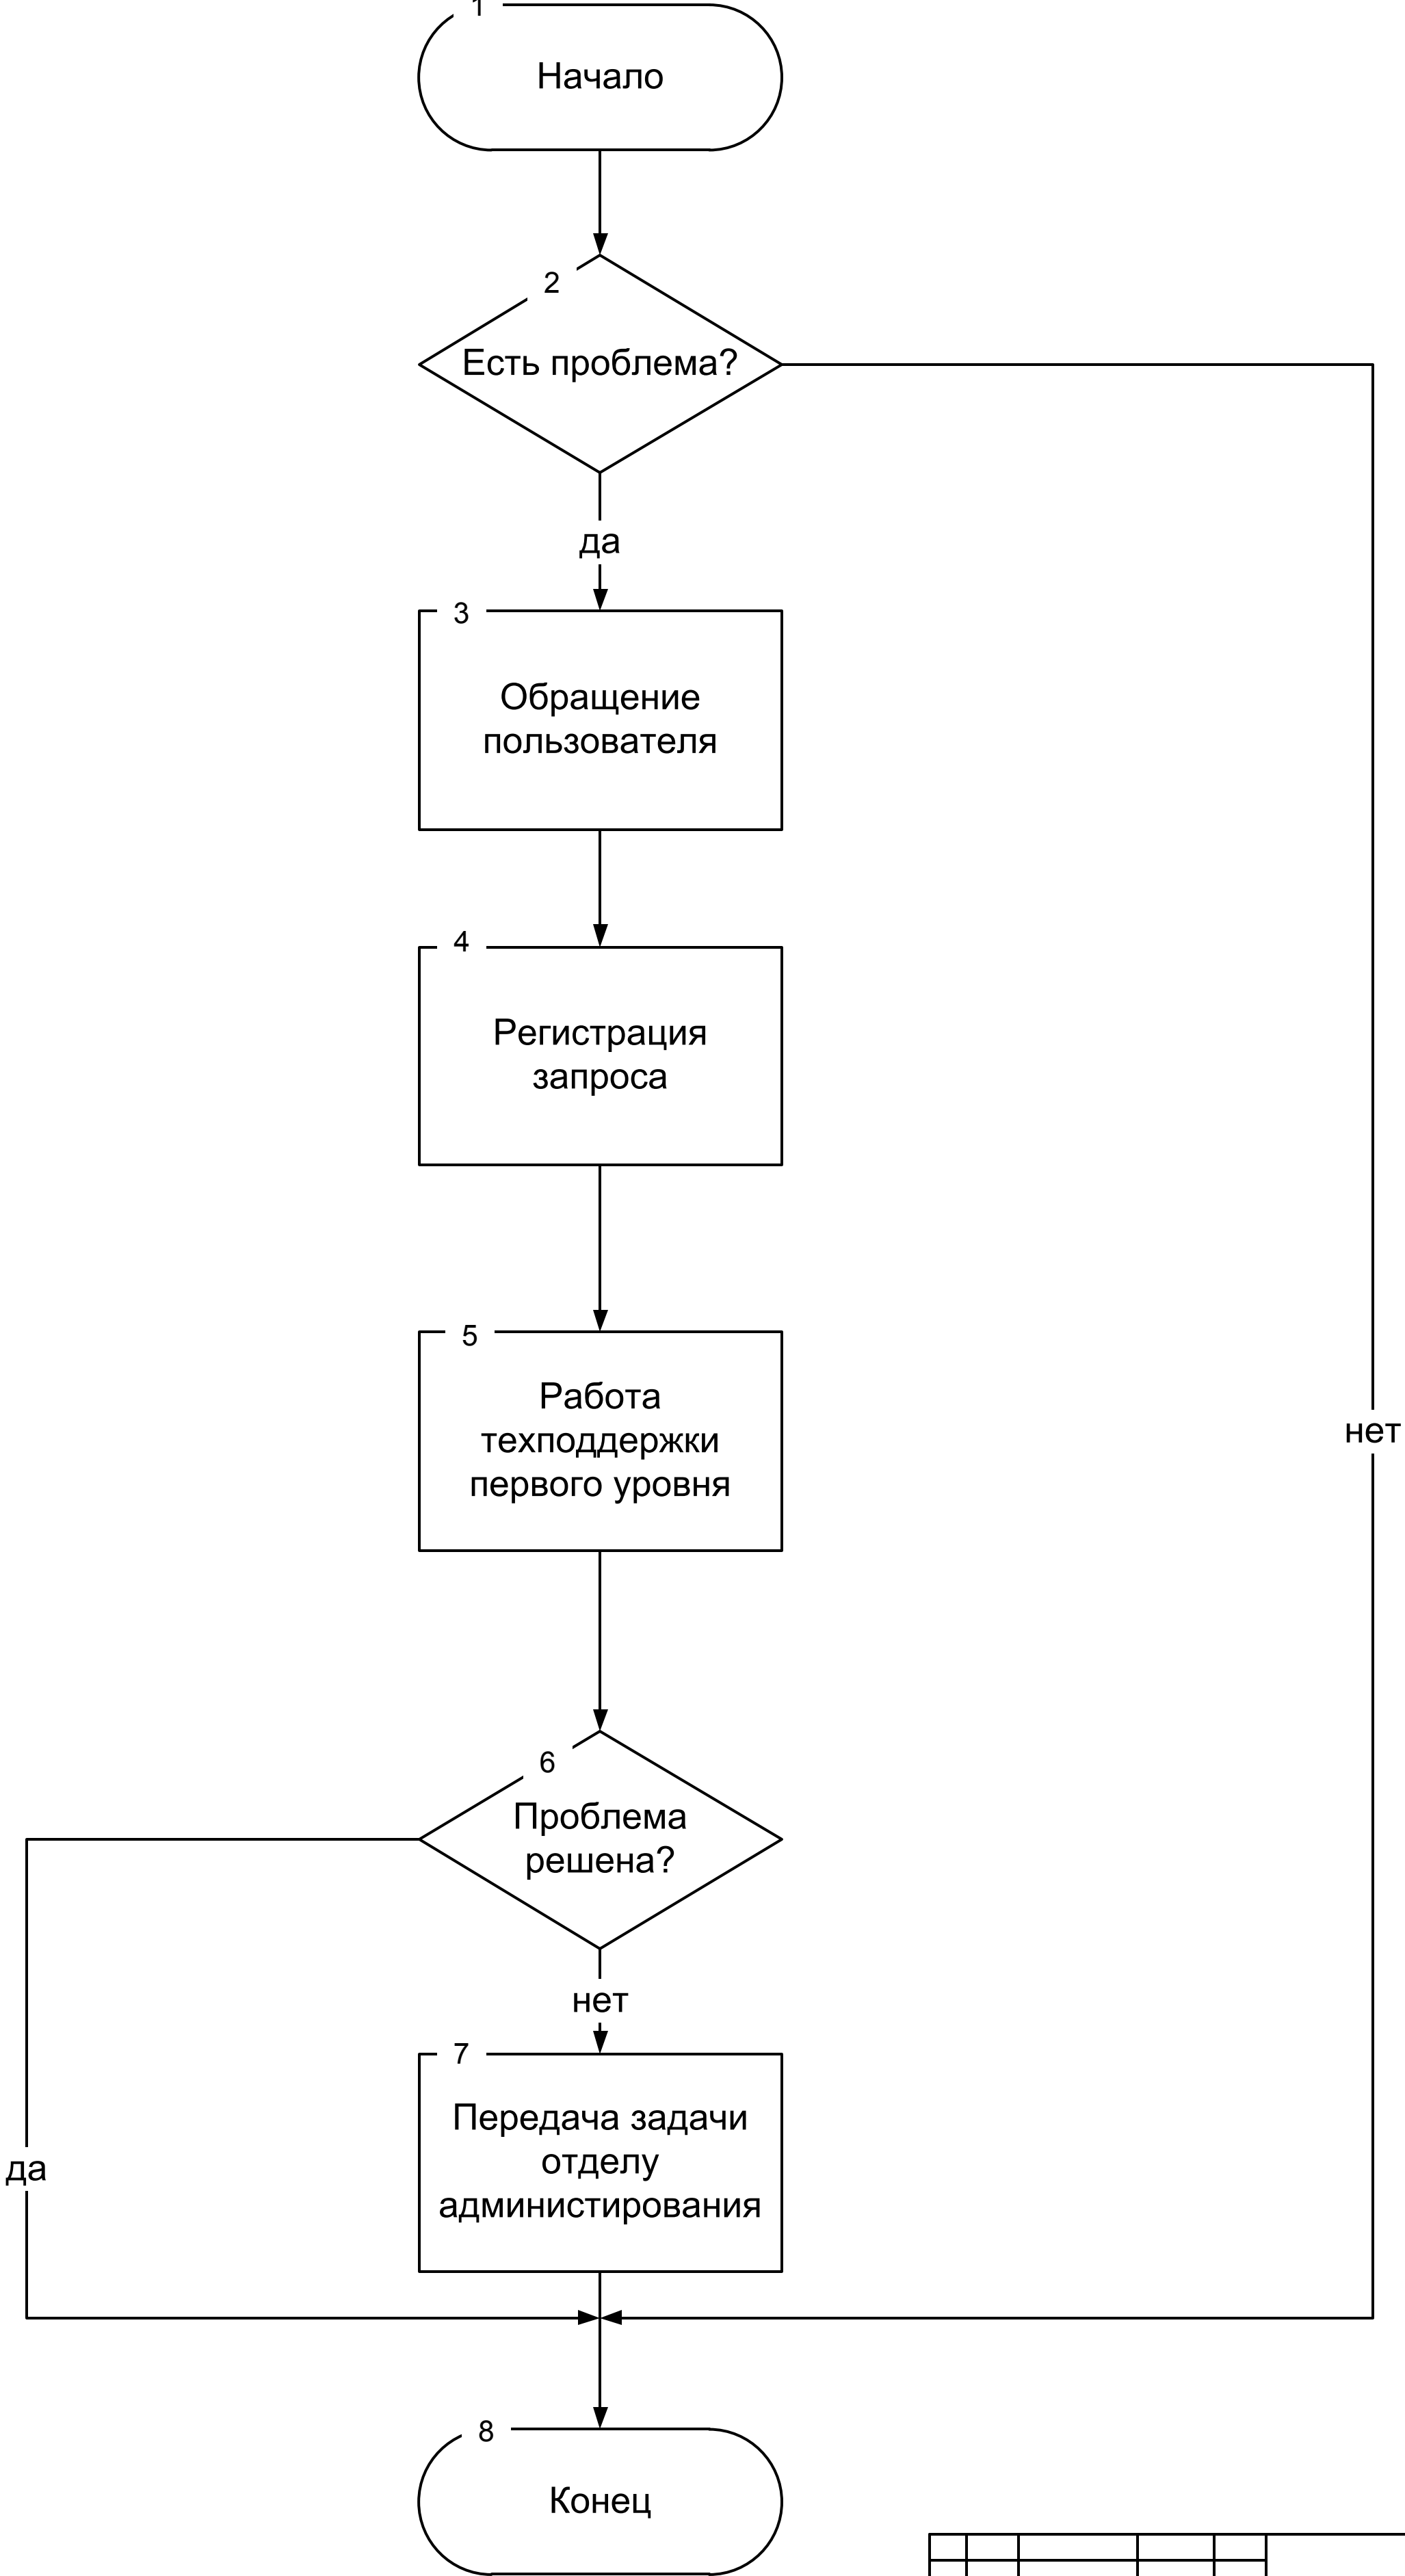 1
Начало
2
Есть проблема?
да
3
Обращение
пользователя
4
Регистрация
запроса
5
Работа
техподдержки
первого уровня
нет
6
Проблема
решена?
нет
7
Передача задачи
отделу
администирования
да
8
Конец